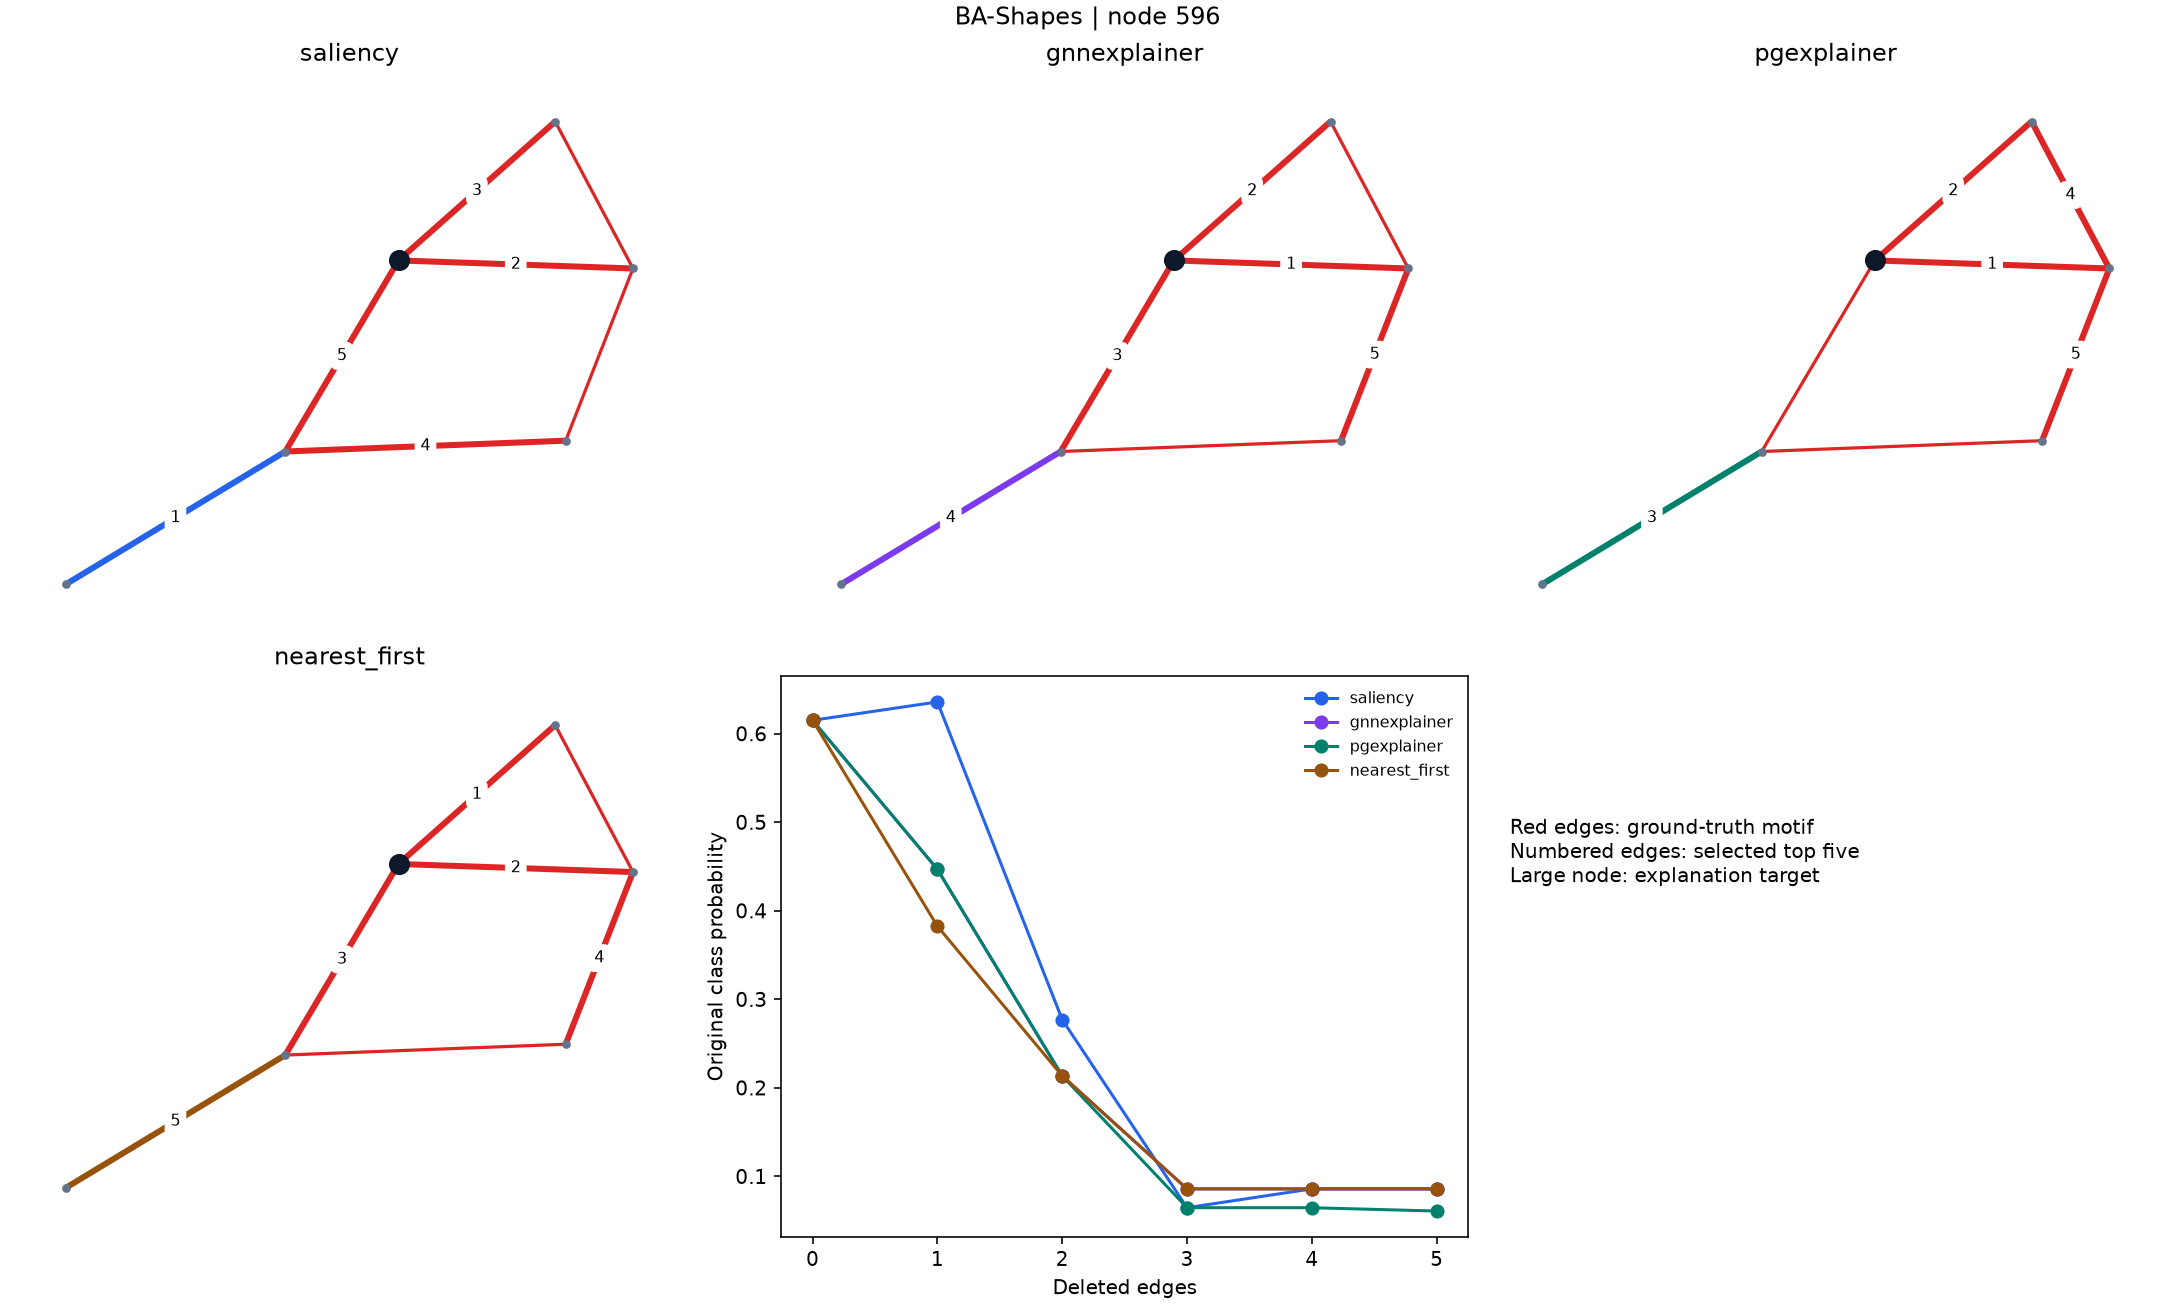 BA-Shapes | node 596
saliency
3
2
5
4
1
gnnexplainer
2
1
3
5
4
pgexplainer
2
4
1
5
3
nearest_first
1
2
3
4
5
Original class probability
0.6
0.5
0.4
0.3
0.2
0.1
0 1 2 3 4 5
Deleted edges
saliency
gnnexplainer
pgexplainer
nearest_first
Red edges: ground-truth motif
Numbered edges: selected top five
Large node: explanation target